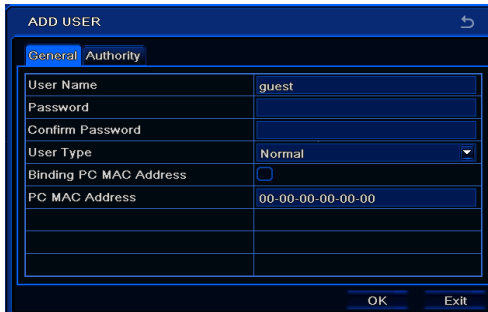 ADD USER
General Authority
User Name guest
Password
Confirm Password
User Type Normal
Binding PC MAC Address
PC MAC Address 00-00-00-00-00-00
OK Exit